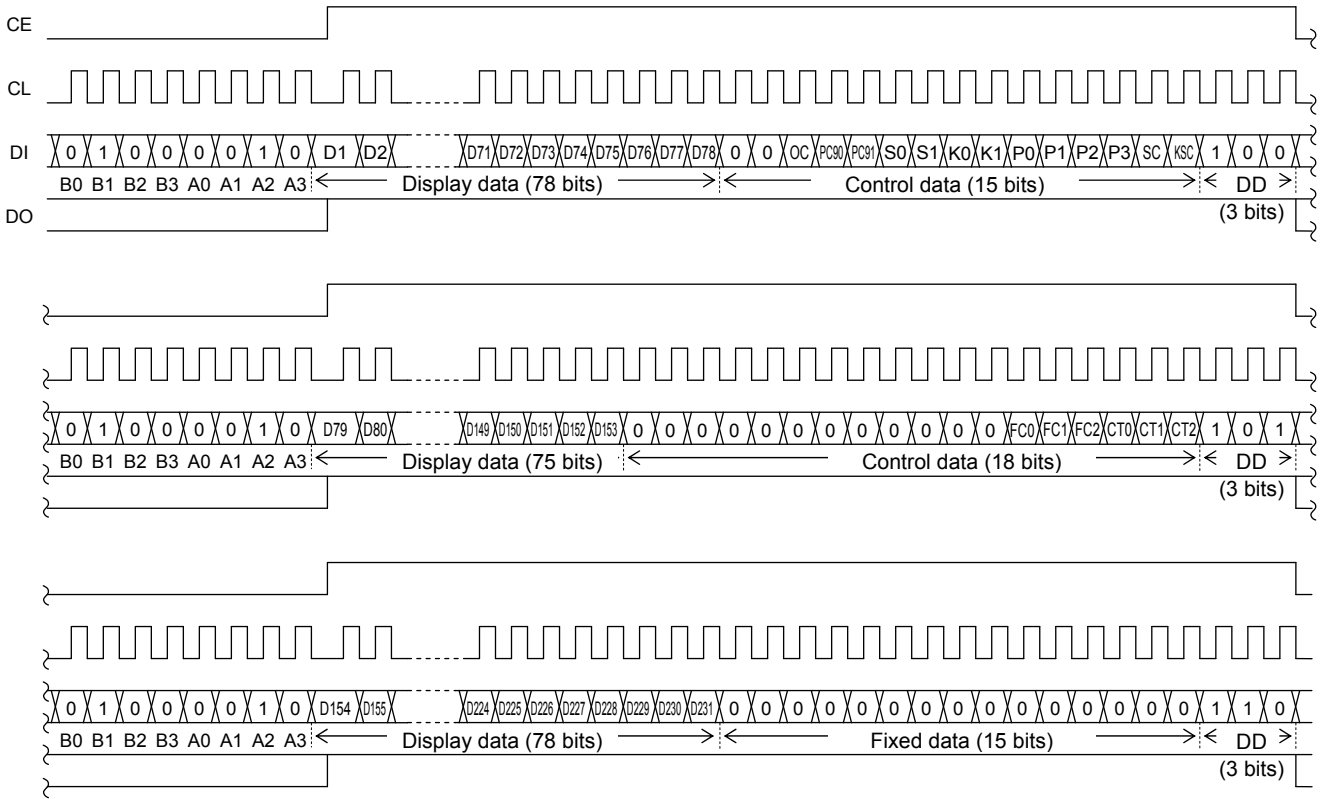 CE
CL
DI 0 1 0 0 0 0 1 0 D1 D2 D71 D72 D73 D74 D75 D76 D77 D78 0 0 OC PC90 PC91 S0 S1 K0 K1 P0 P1 P2 P3 SC KSC 1 0 0
B0 B1 B2 B3 A0 A1 A2 A3 Display data (78 bits) Control data (15 bits) DD
DO (3 bits)
0 1 0 0 0 0 1 0 D79 D80 D149 D150 D151 D152 D153 0 0 0 0 0 0 0 0 0 0 0 0 FC0 FC1 FC2 CT0 CT1 CT2 1 0 1
B0 B1 B2 B3 A0 A1 A2 A3 Display data (75 bits) Control data (18 bits) DD
(3 bits)
0 1 0 0 0 0 1 0 D154 D155 D224 D225 D226 D227 D228 D229 D230 D231 0 0 0 0 0 0 0 0 0 0 0 0 0 0 0 1 1 0
B0 B1 B2 B3 A0 A1 A2 A3 Display data (78 bits) Fixed data (15 bits) DD
(3 bits)